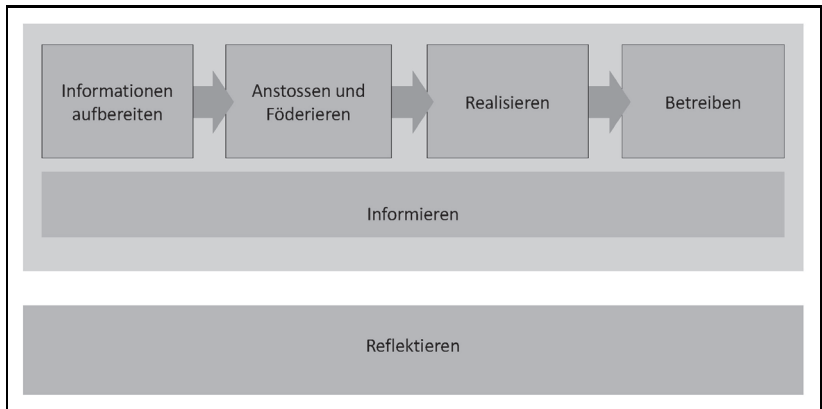 Informationen
aufbereiten
Anstossen und
Föderieren
Realisieren
Betreiben
Informieren
Reflektieren